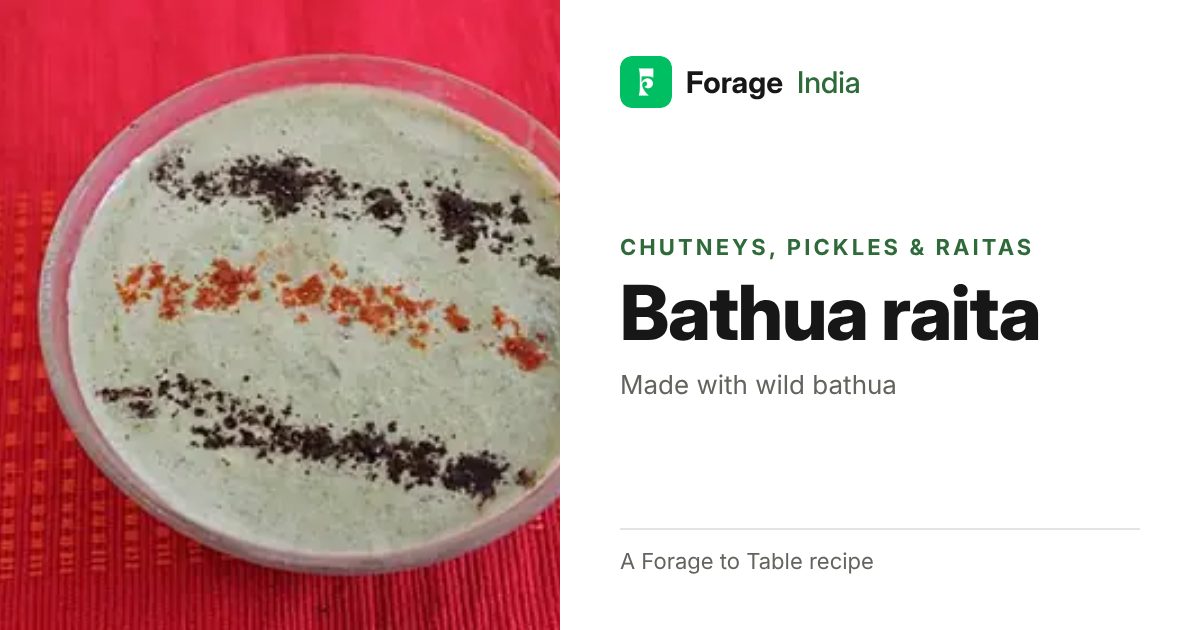 Forage India
CHUTNEYS, PICKLES & RAITAS
Bathua raita
Made with wild bathua
A Forage to Table recipe